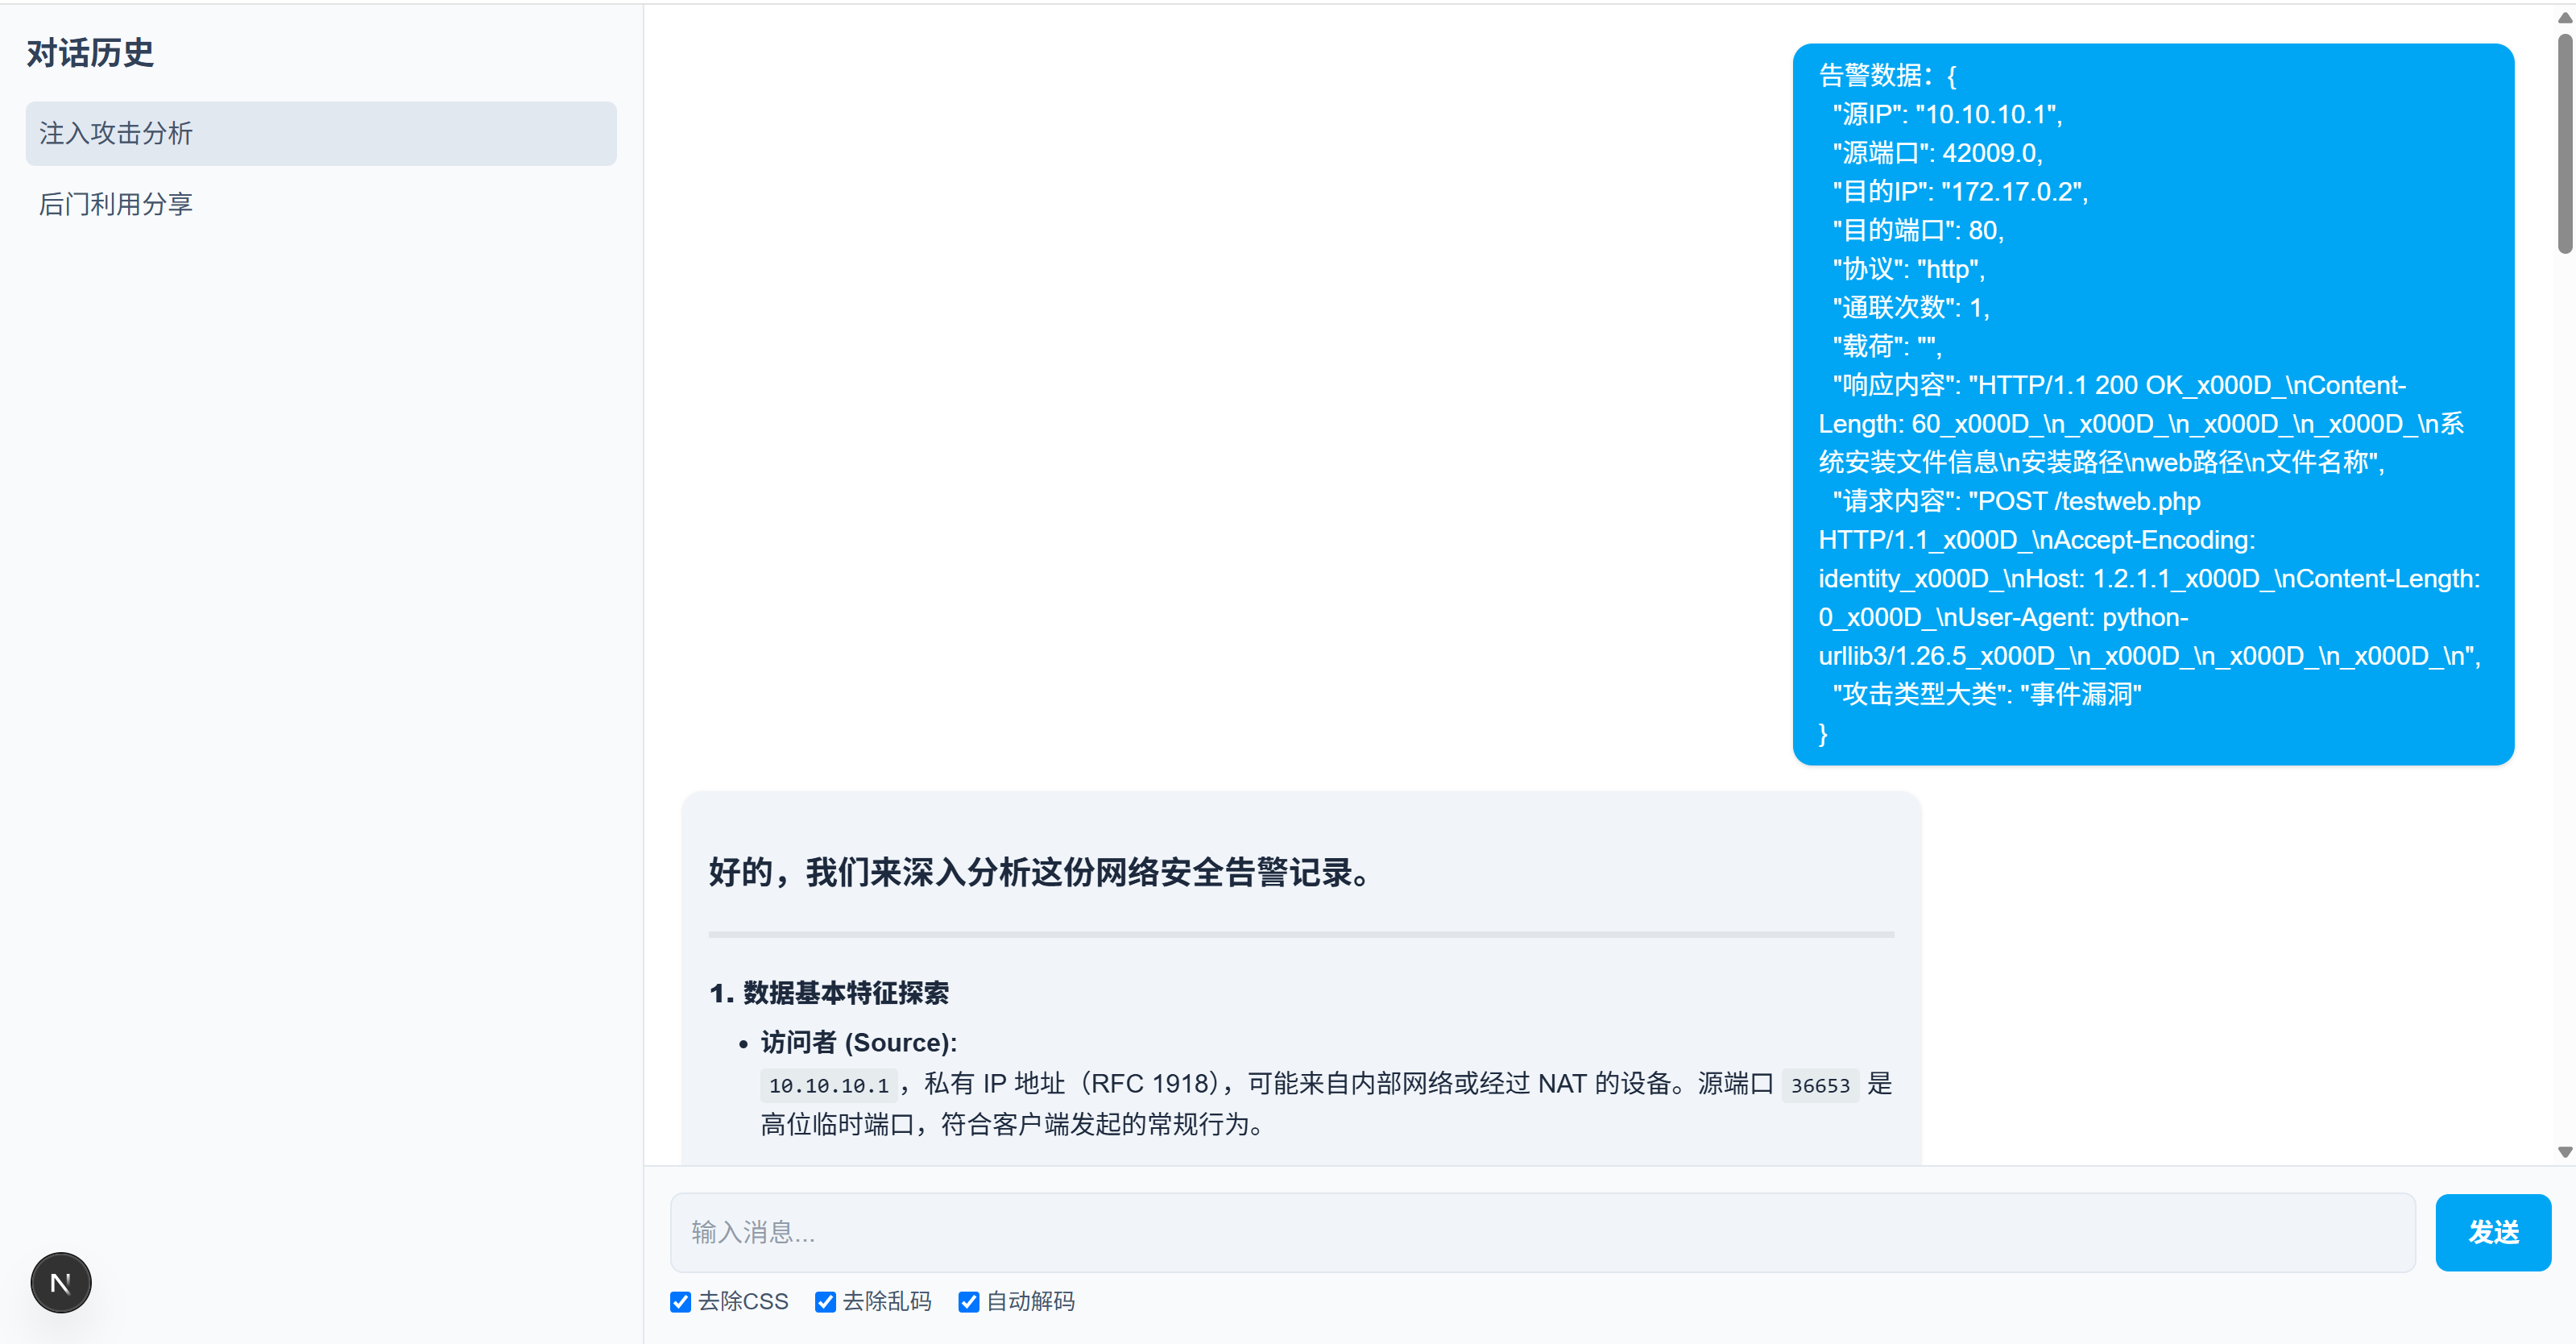 对话历史
注入攻击分析
后门利用分享
告警数据：{
"源IP": "10.10.10.1",
"源端口": 42009.0,
"目的IP": "172.17.0.2",
"目的端口": 80,
"协议": "http",
"通联次数": 1,
"载荷": "",
"响应内容": "HTTP/1.1 200 OK_x000D_\nContent-
Length: 60_x000D_\n_x000D_\n_x000D_\n_x000D_\n系
统安装文件信息\n安装路径\nweb路径\n文件名称",
"请求内容": "POST /testweb.php
HTTP/1.1_x000D_\nAccept-Encoding:
identity_x000D_\nHost: 1.2.1.1_x000D_\nContent-Length:
0_x000D_\nUser-Agent: python-
urllib3/1.26.5_x000D_\n_x000D_\n_x000D_\n_x000D_\n",
"攻击类型大类": "事件漏洞"
}
好的，我们来深入分析这份网络安全告警记录。
1. 数据基本特征探索
• 访问者 (Source):
10.10.10.1，私有 IP 地址（RFC 1918），可能来自内部网络或经过 NAT 的设备。源端口 36653 是
高位临时端口，符合客户端发起的常规行为。
输入消息...
发送
去除CSS 去除乱码 自动解码
N